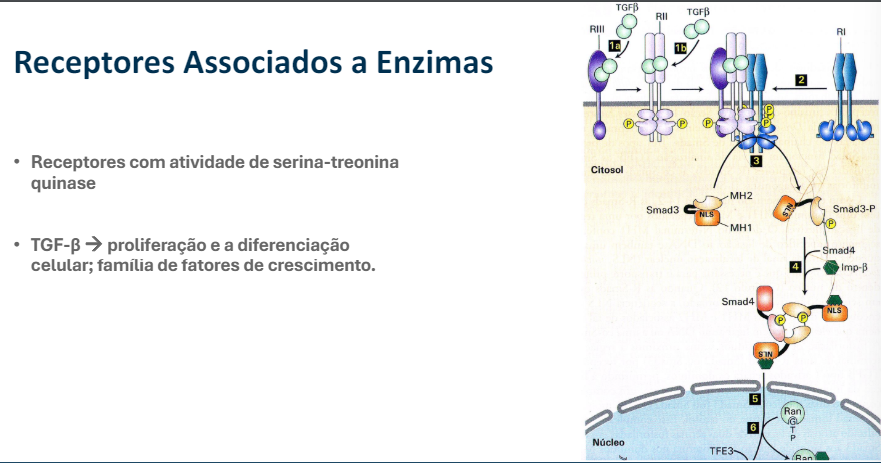 Receptores Associados a Enzimas
• Receptores com atividade de serina-treonina
quinase
• TGF-β → proliferação e a diferenciação
celular; família de fatores de crescimento.
TGFβ
RIII
1a
RII
TGFβ
1b
RI
2
P
P
P
P
P
P
3
Citosol
Smad3
NLS
MH2
MH1
NLS
Smad3-P
P
Smad4
4
Imp-β
Smad4
P
P
NLS
NLS
5
6
Ran
G
T
P
Núcleo
TFE3
Ran